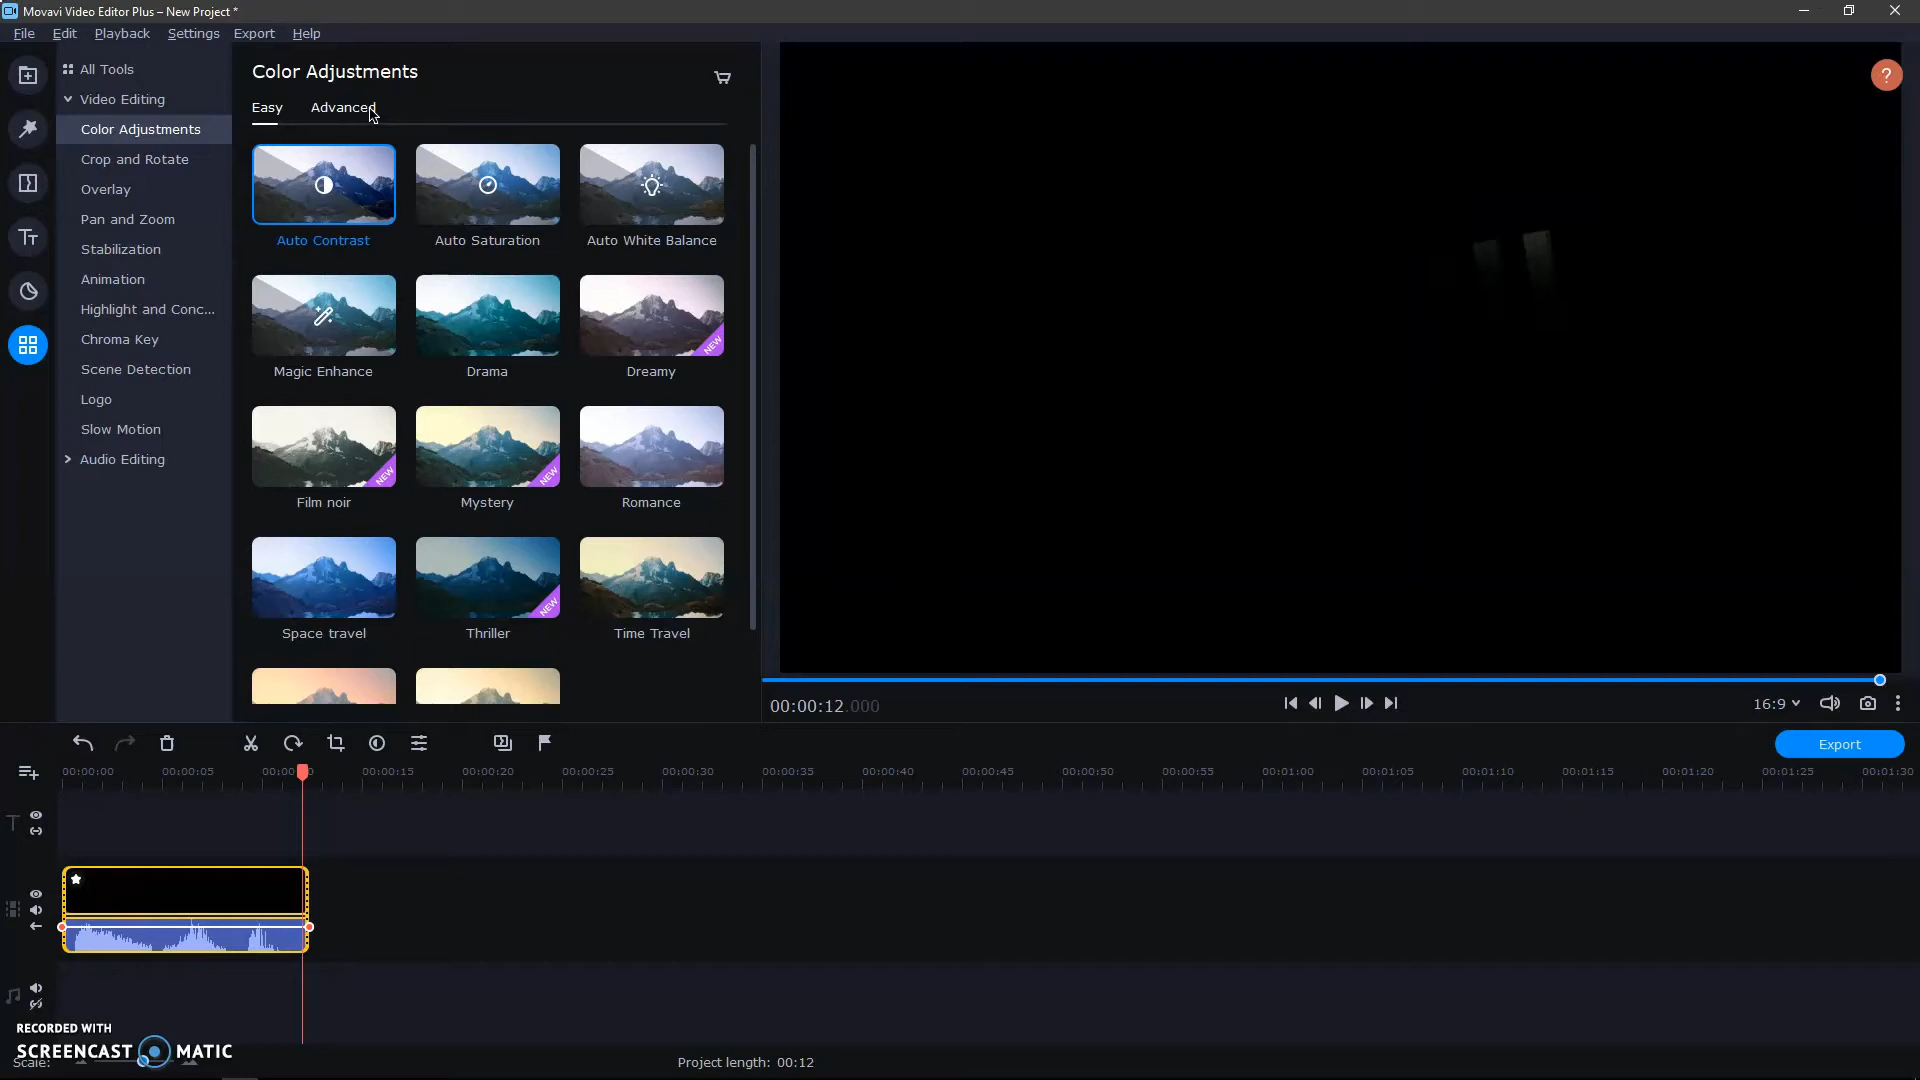 Movavi Video Editor Plus – New Project *
File Edit Playback Settings Export Help
All Tools
Video Editing
Color Adjustments
Crop and Rotate
Overlay
Pan and Zoom
Stabilization
Animation
Highlight and Conc...
Chroma Key
Scene Detection
Logo
Slow Motion
Audio Editing
Color Adjustments
Easy Advanced
Auto Contrast Auto Saturation Auto White Balance
NEW
Magic Enhance Drama Dreamy
NEW NEW
Film noir Mystery Romance
NEW
Space travel Thriller Time Travel
?
00:00:12.000
16:9
Export
00:00:00 00:00:05 00:00:15 00:00:20 00:00:25 00:00:30 00:00:35 00:00:40 00:00:45 00:00:50 00:00:55 00:01:00 00:01:05 00:01:10 00:01:15 00:01:20 00:01:25 00:01:30
RECORDED WITH
SCREENCAST MATIC
Scale:
Project length: 00:12